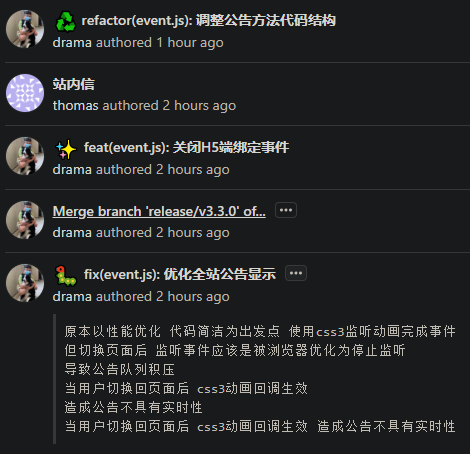 refactor(event.js): 调整公告方法代码结构
drama authored 1 hour ago
站内信
thomas authored 2 hours ago
feat(event.js): 关闭H5端绑定事件
drama authored 2 hours ago
Merge branch 'release/v3.3.0' of...
drama authored 2 hours ago
fix(event.js): 优化全站公告显示
drama authored 2 hours ago
原本以性能优化 代码简洁为出发点 使用css3监听动画完成事件
但切换页面后 监听事件应该是被浏览器优化为停止监听
导致公告队列积压
当用户切换回页面后 css3动画回调生效
造成公告不具有实时性
当用户切换回页面后 css3动画回调生效 造成公告不具有实时性